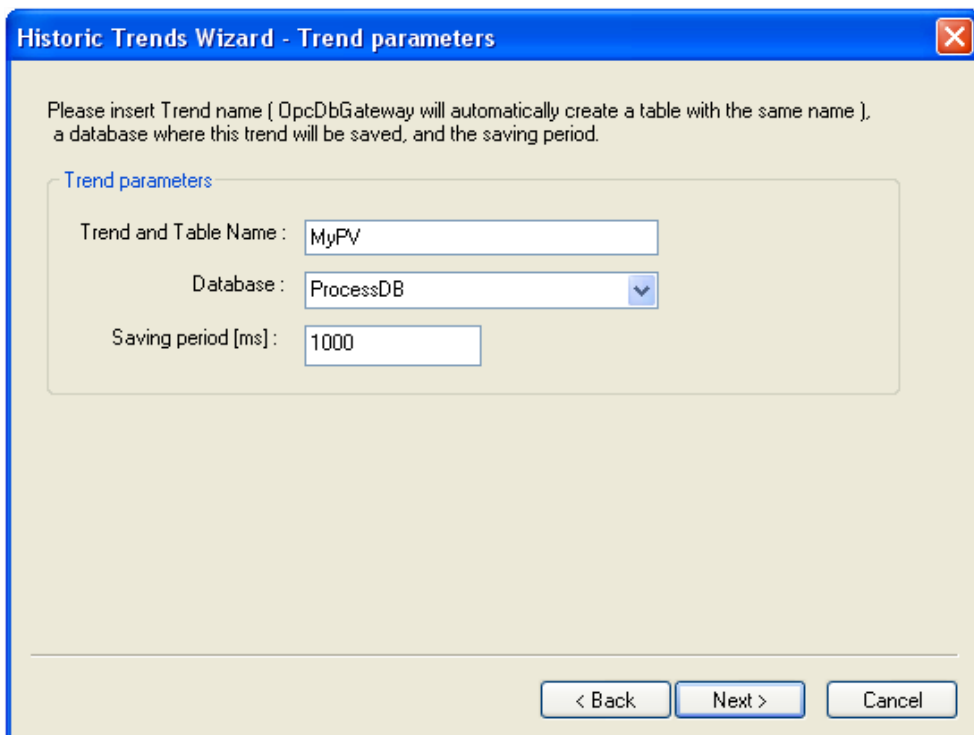 Historic Trends Wizard - Trend parameters
Please insert Trend name ( OpcDbGateway will automatically create a table with the same name ),
a database where this trend will be saved, and the saving period.
Trend parameters
Trend and Table Name : MyPV
Database : ProcessDB
Saving period [ms] : 1000
< Back Next > Cancel